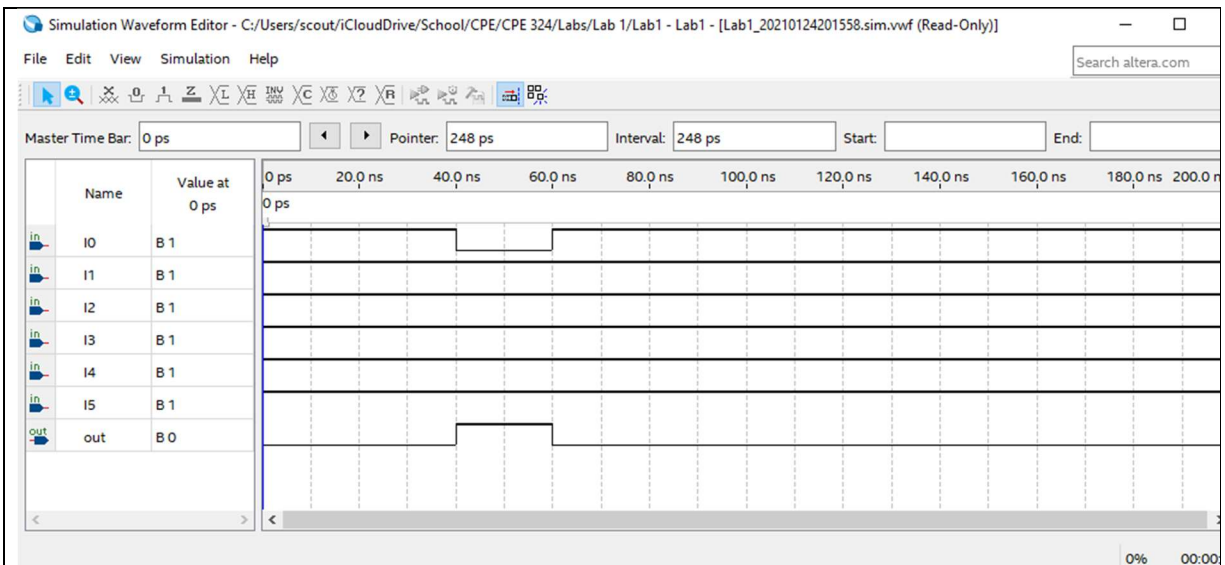 Simulation Waveform Editor - C:/Users/scout/iCloudDrive/School/CPE/CPE 324/Labs/Lab 1/Lab1 - Lab1 - [Lab1_20210124201558.sim.vwf (Read-Only)]
File Edit View Simulation Help
Search altera.com
Master Time Bar: 0 ps Pointer: 248 ps Interval: 248 ps Start: End:
Name Value at 0 ps
0 ps 20.0 ns 40.0 ns 60.0 ns 80.0 ns 100.0 ns 120.0 ns 140.0 ns 160.0 ns 180.0 ns 200.0 n
0 ps
in I0 B 1
in I1 B 1
in I2 B 1
in I3 B 1
in I4 B 1
in I5 B 1
out out B 0
0% 00:00: